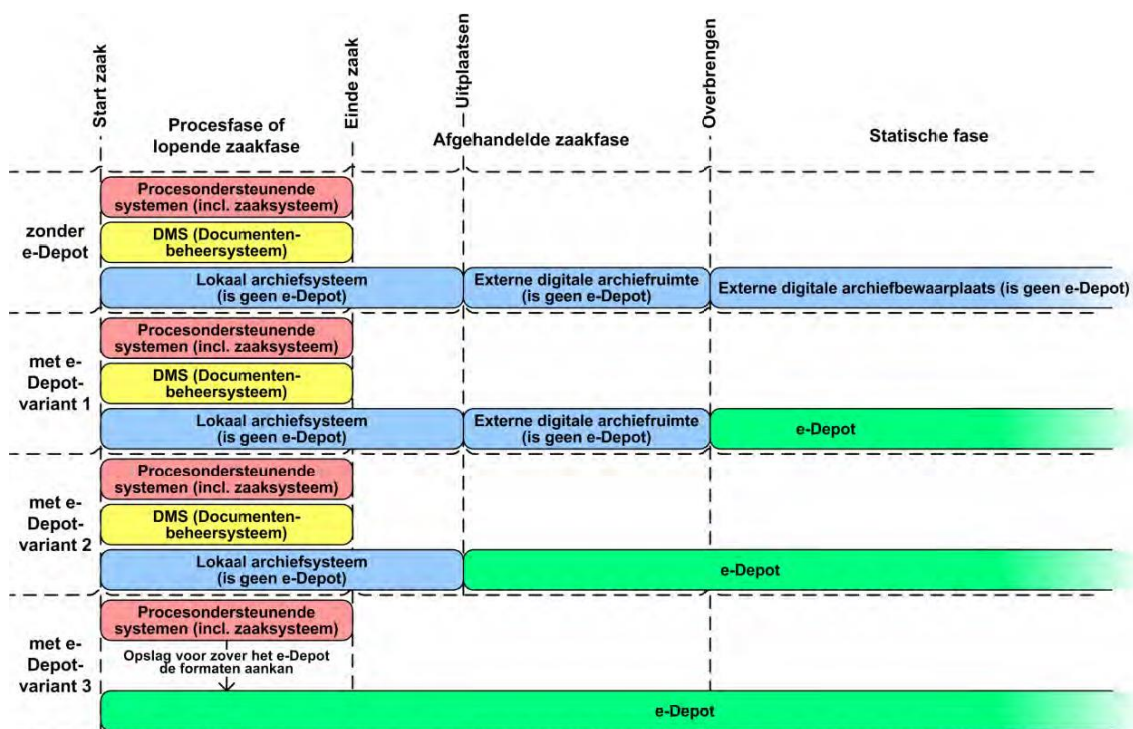 Start zaak
Einde zaak
Uitplaatsen
Overbrengen
Procesfase of
lopende zaakfase
Afgehandelde zaakfase
Statische fase
zonder
e-Depot
Procesondersteunende
systemen (incl. zaaksysteem)
DMS (Documenten-
beheersysteem)
Lokaal archiefsysteem
(is geen e-Depot)
Externe digitale archiefruimte
(is geen e-Depot)
Externe digitale archiefbewaarplaats (is geen e-Depot)
met e-
Depot-
variant 1
Procesondersteunende
systemen (incl. zaaksysteem)
DMS (Documenten-
beheersysteem)
Lokaal archiefsysteem
(is geen e-Depot)
Externe digitale archiefruimte
(is geen e-Depot)
e-Depot
met e-
Depot-
variant 2
Procesondersteunende
systemen (incl. zaaksysteem)
DMS (Documenten-
beheersysteem)
Lokaal archiefsysteem
(is geen e-Depot)
e-Depot
met e-
Depot-
variant 3
Procesondersteunende
systemen (incl. zaaksysteem)
Opslag voor zover het e-Depot
de formaten aankan
e-Depot